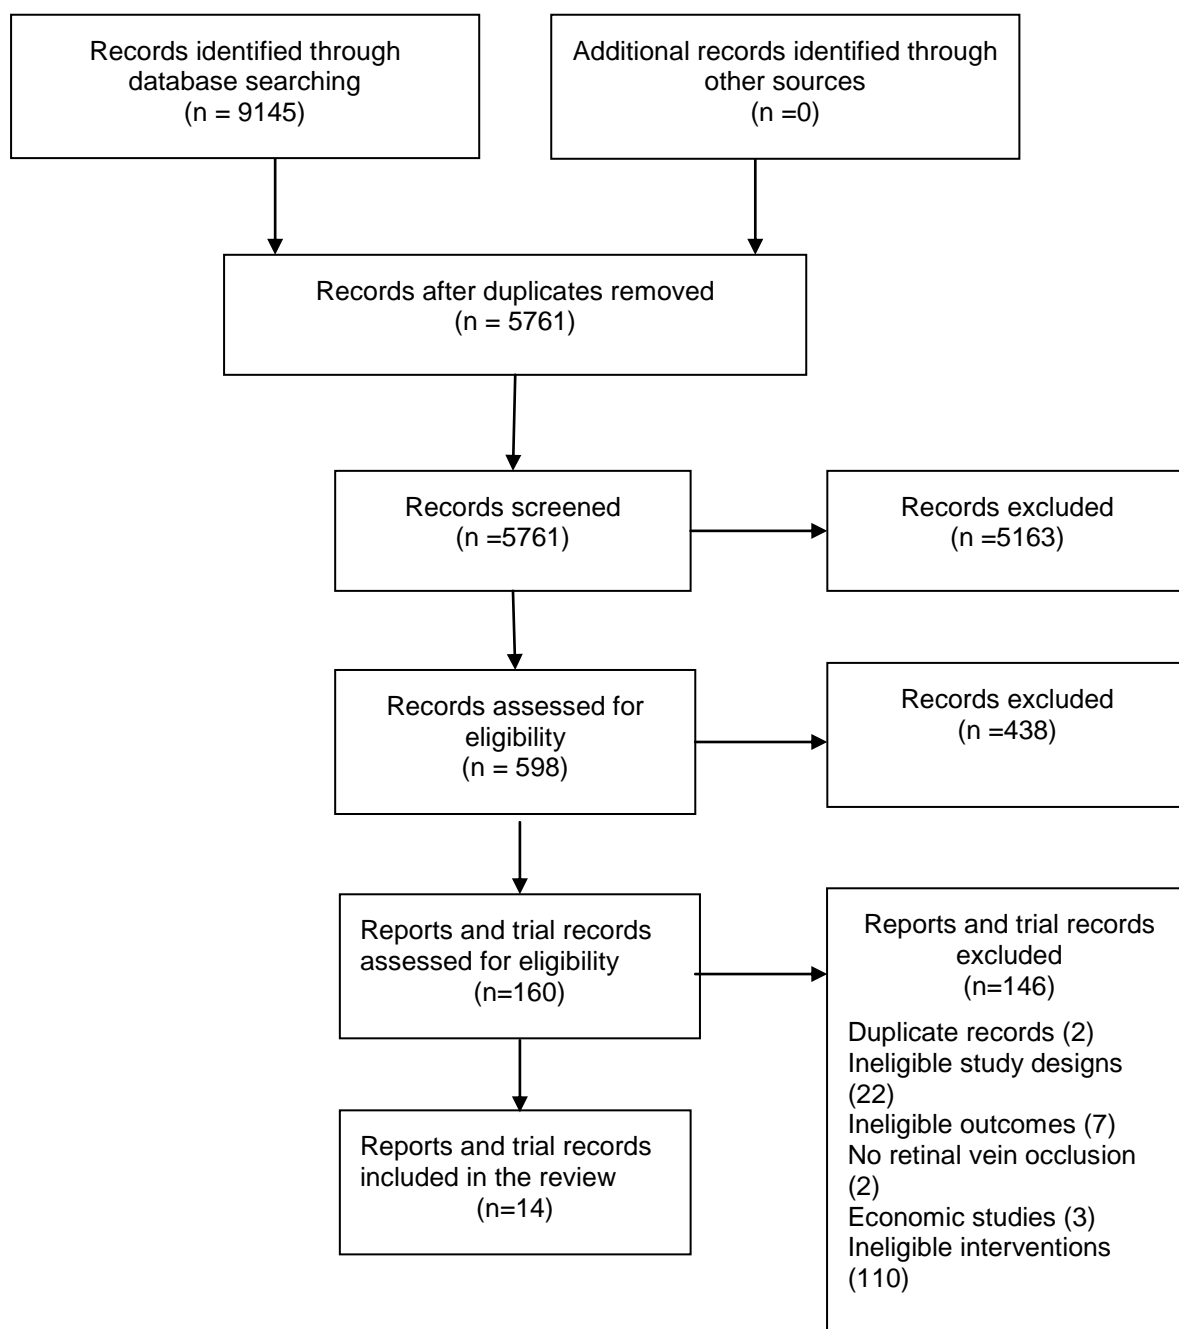 Records identified through
database searching
(n = 9145)
Additional records identified through
other sources
(n =0)
Records after duplicates removed
(n = 5761)
Records screened
(n =5761)
Records excluded
(n =5163)
Records assessed for
eligibility
(n = 598)
Records excluded
(n =438)
Reports and trial records
assessed for eligibility
(n=160)
Reports and trial records
excluded
(n=146)
Duplicate records (2)
Ineligible study designs
(22)
Ineligible outcomes (7)
No retinal vein occlusion
(2)
Economic studies (3)
Ineligible interventions
(110)
Reports and trial records
included in the review
(n=14)